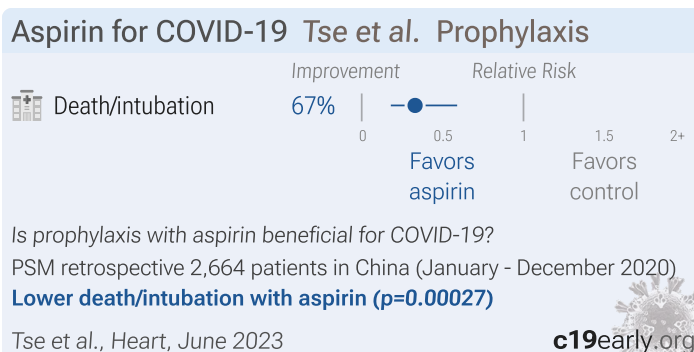 Aspirin for COVID-19 Tse et al. Prophylaxis
Improvement Relative Risk
Death/intubation 67%
0 0.5 1 1.5 2+
Favors aspirin Favors control
Is prophylaxis with aspirin beneficial for COVID-19?
PSM retrospective 2,664 patients in China (January - December 2020)
Lower death/intubation with aspirin (p=0.00027)
Tse et al., Heart, June 2023 c19early.org